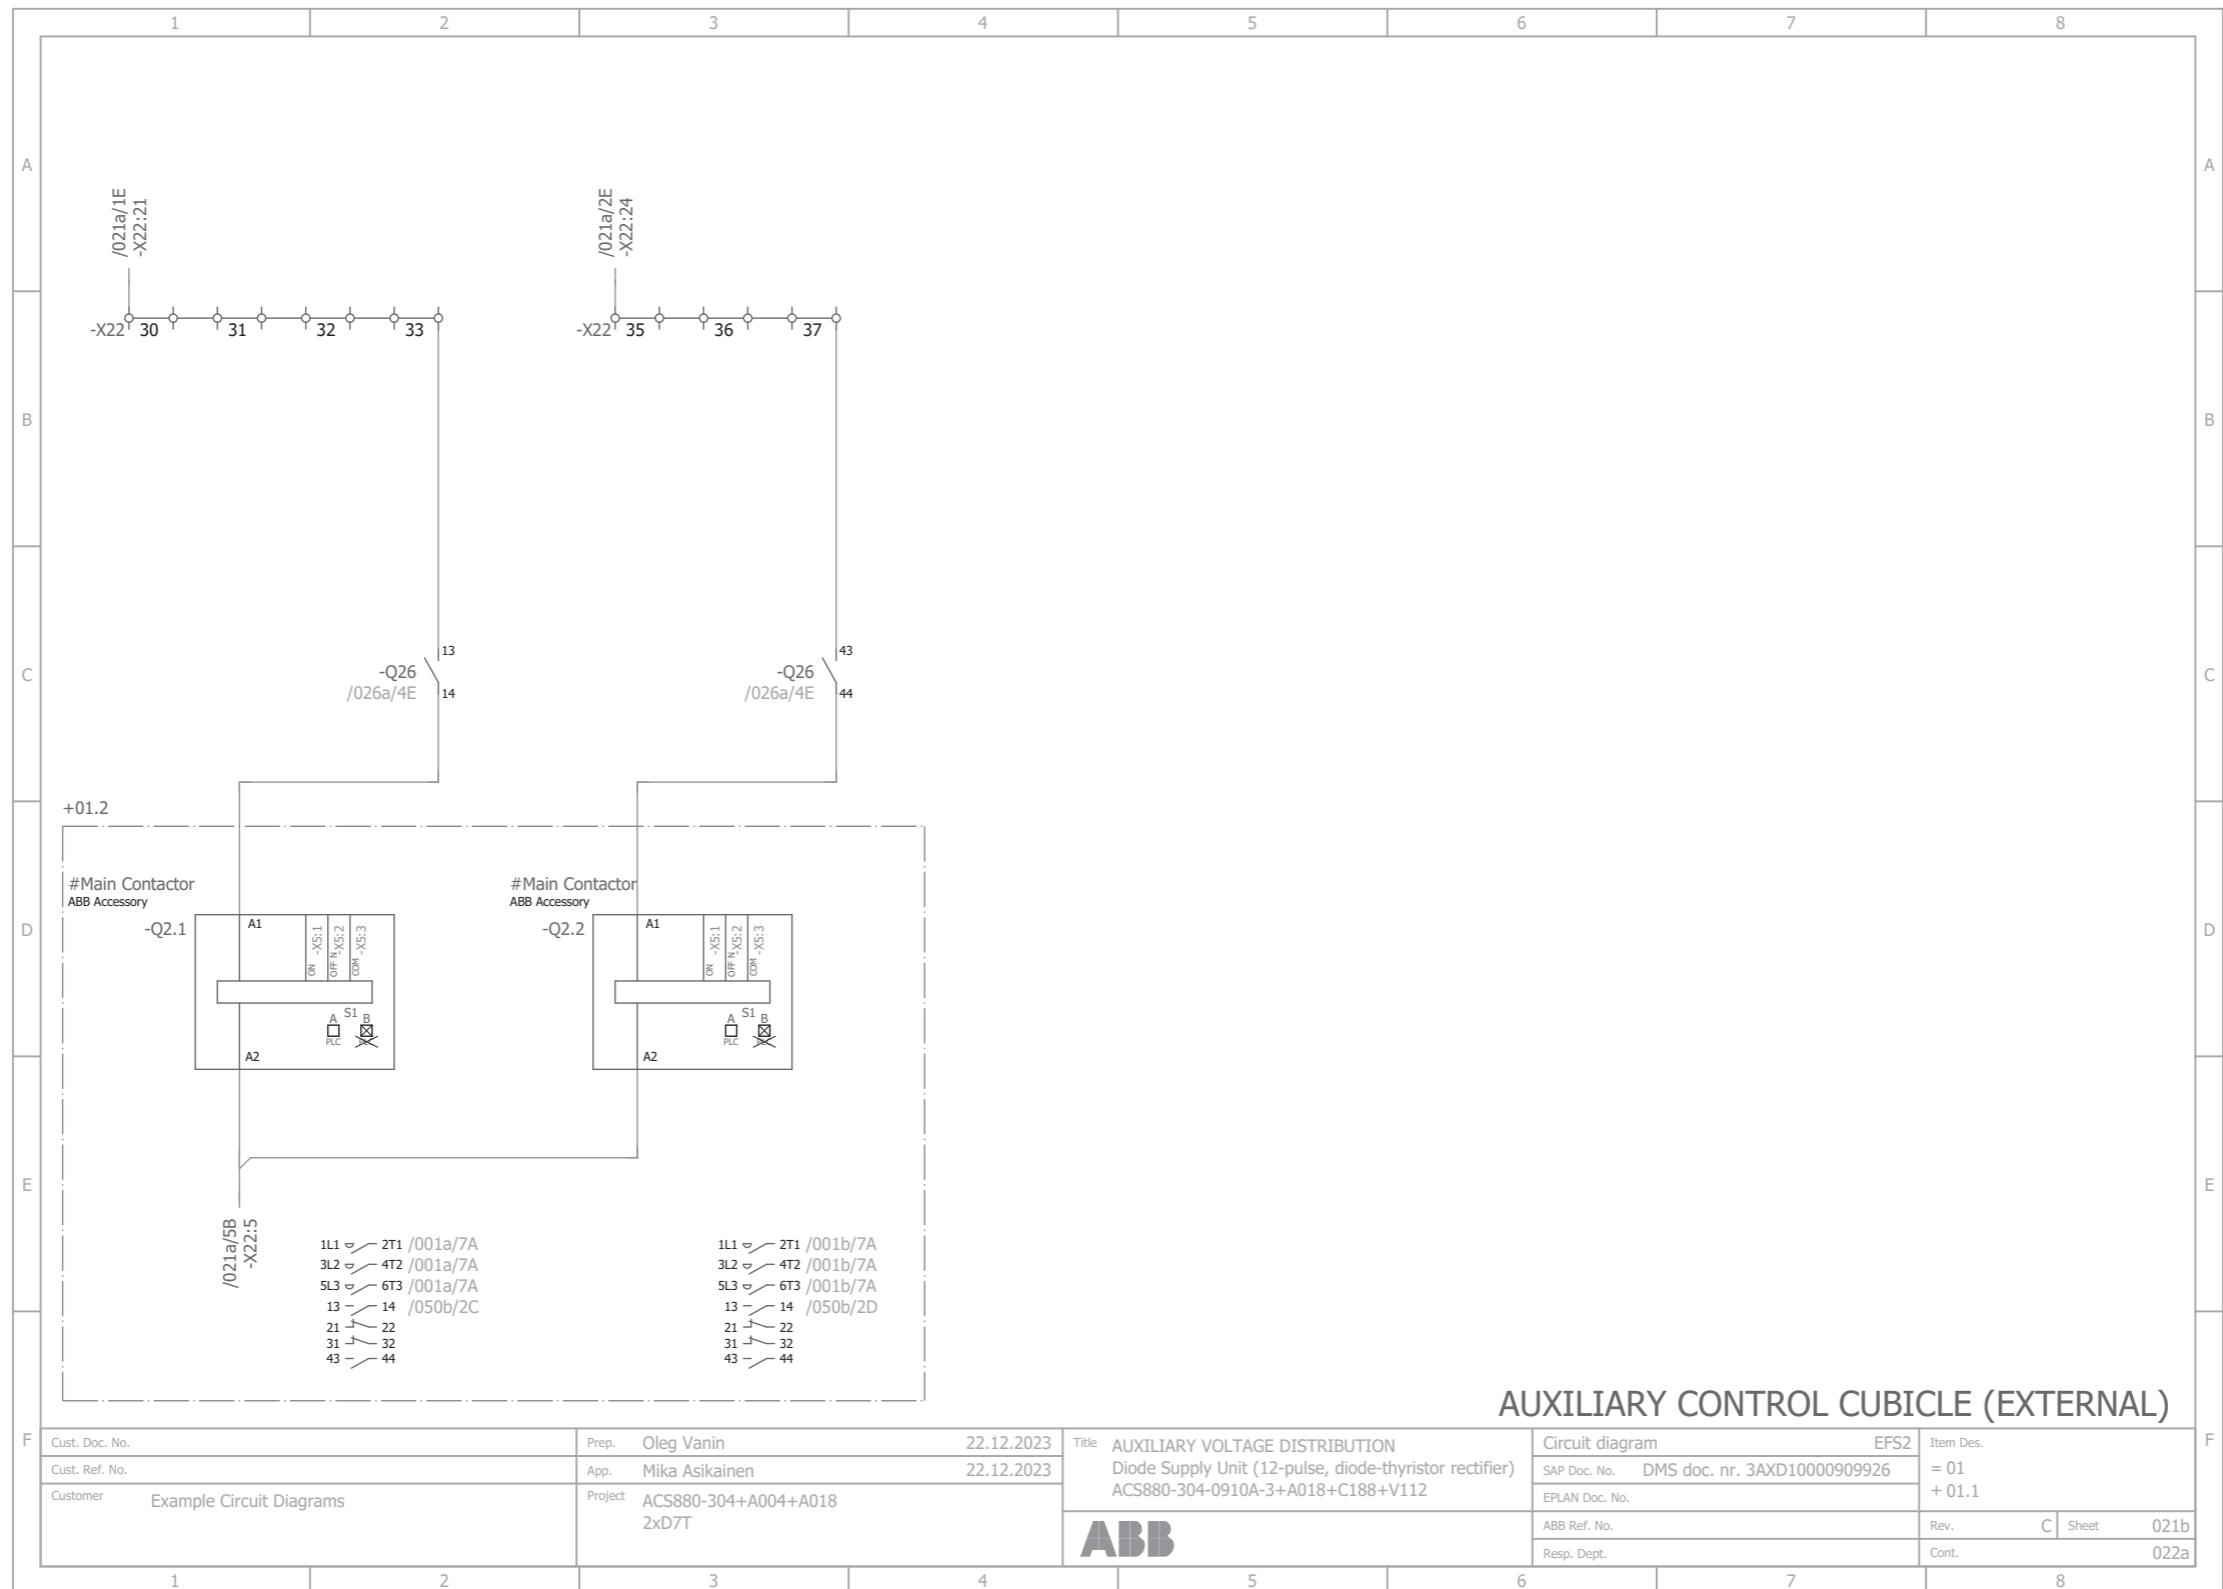 1 2 3 4 5 6 7 8
A A
/021a/1E
-X22:21
/021a/2E
-X22:24
-X22 30 31 32 33
-X22 35 36 37
B B
13
-Q26
/026a/4E
14
43
-Q26
/026a/4E
44
C C
+01.2
#Main Contactor
ABB Accessory
-Q2.1
A1
ON -X5:1
OFF N -X5:2
COM -X5:3
A S1 B
PLC
A2
#Main Contactor
ABB Accessory
-Q2.2
A1
ON -X5:1
OFF N -X5:2
COM -X5:3
A S1 B
PLC
A2
D D
/021a/5B
-X22:5
E E
1L1 2T1 /001a/7A
3L2 4T2 /001a/7A
5L3 6T3 /001a/7A
13 14 /050b/2C
21 22
31 32
43 44
1L1 2T1 /001b/7A
3L2 4T2 /001b/7A
5L3 6T3 /001b/7A
13 14 /050b/2D
21 22
31 32
43 44
AUXILIARY CONTROL CUBICLE (EXTERNAL)
F F
Cust. Doc. No.
Cust. Ref. No.
Customer Example Circuit Diagrams
Prep. Oleg Vanin 22.12.2023
App. Mika Asikainen 22.12.2023
Project ACS880-304+A004+A018
2xD7T
Title AUXILIARY VOLTAGE DISTRIBUTION
Diode Supply Unit (12-pulse, diode-thyristor rectifier)
ACS880-304-0910A-3+A018+C188+V112
ABB
Circuit diagram EFS2
SAP Doc. No. DMS doc. nr. 3AXD10000909926
EPLAN Doc. No.
ABB Ref. No.
Resp. Dept.
Item Des.
= 01
+ 01.1
Rev. C Sheet 021b
Cont. 022a
1 2 3 4 5 6 7 8